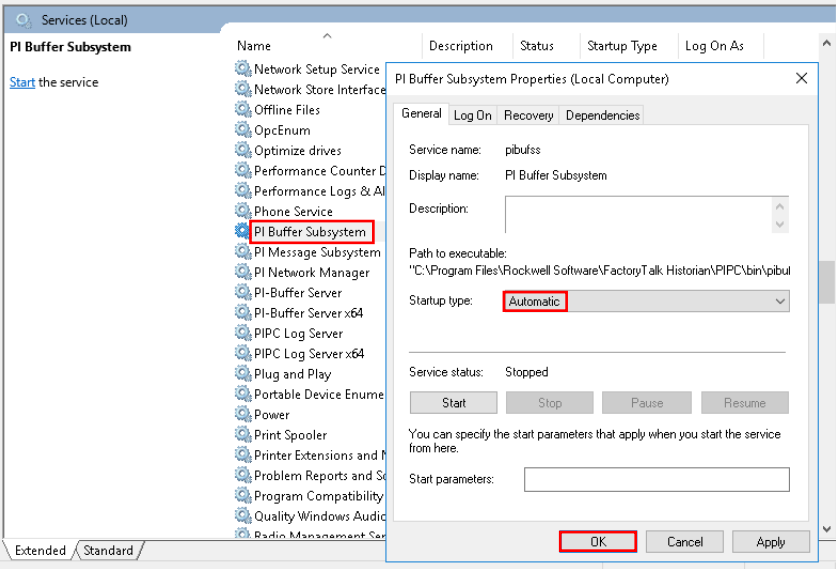 Services (Local)
PI Buffer Subsystem
Start the service
Name Description Status Startup Type Log On As
Network Setup Service
Network Store Interface
Offline Files
OpcEnum
Optimize drives
Performance Counter D
Performance Logs & Al
Phone Service
PI Buffer Subsystem
PI Message Subsystem
PI Network Manager
PI-Buffer Server
PI-Buffer Server x64
PIPC Log Server
PIPC Log Server x64
Plug and Play
Portable Device Enume
Power
Print Spooler
Printer Extensions and N
Problem Reports and So
Program Compatibility
Quality Windows Audio
Radio Management Ser
PI Buffer Subsystem Properties (Local Computer)
General Log On Recovery Dependencies
Service name: pibufss
Display name: PI Buffer Subsystem
Description:
Path to executable:
"C:\Program Files\Rockwell Software\FactoryTalk Historian\PIPC\bin\pibuf
Startup type: Automatic
Service status: Stopped
Start Stop Pause Resume
You can specify the start parameters that apply when you start the service
from here.
Start parameters:
OK Cancel Apply
Extended Standard